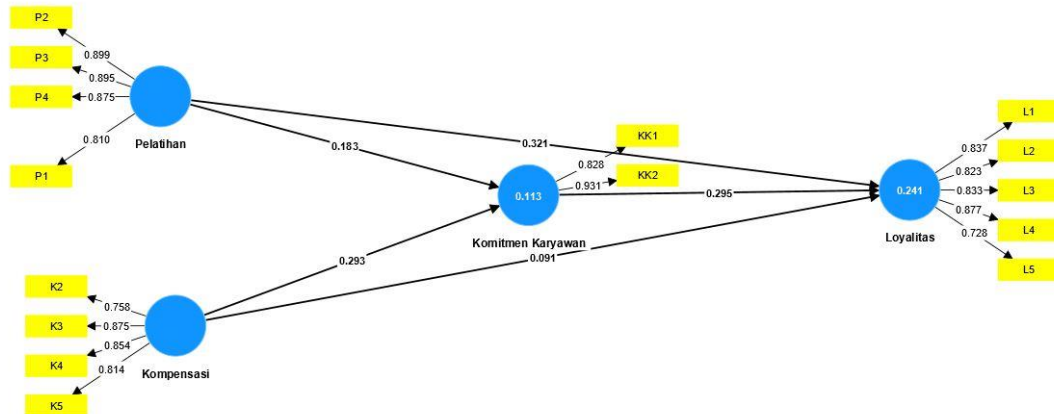 P2
0.899
P3
0.895
P4
0.875
0.810
P1
Pelatihan
0.183
0.321
KK1
0.828
KK2
0.931
0.113
Komitmen Karyawan
0.295
0.293
0.091
L1
0.837
L2
0.823
0.241
0.833
L3
0.877
L4
Loyalitas
0.728
L5
K2
0.758
K3
0.875
K4
0.854
0.814
K5
Kompensasi